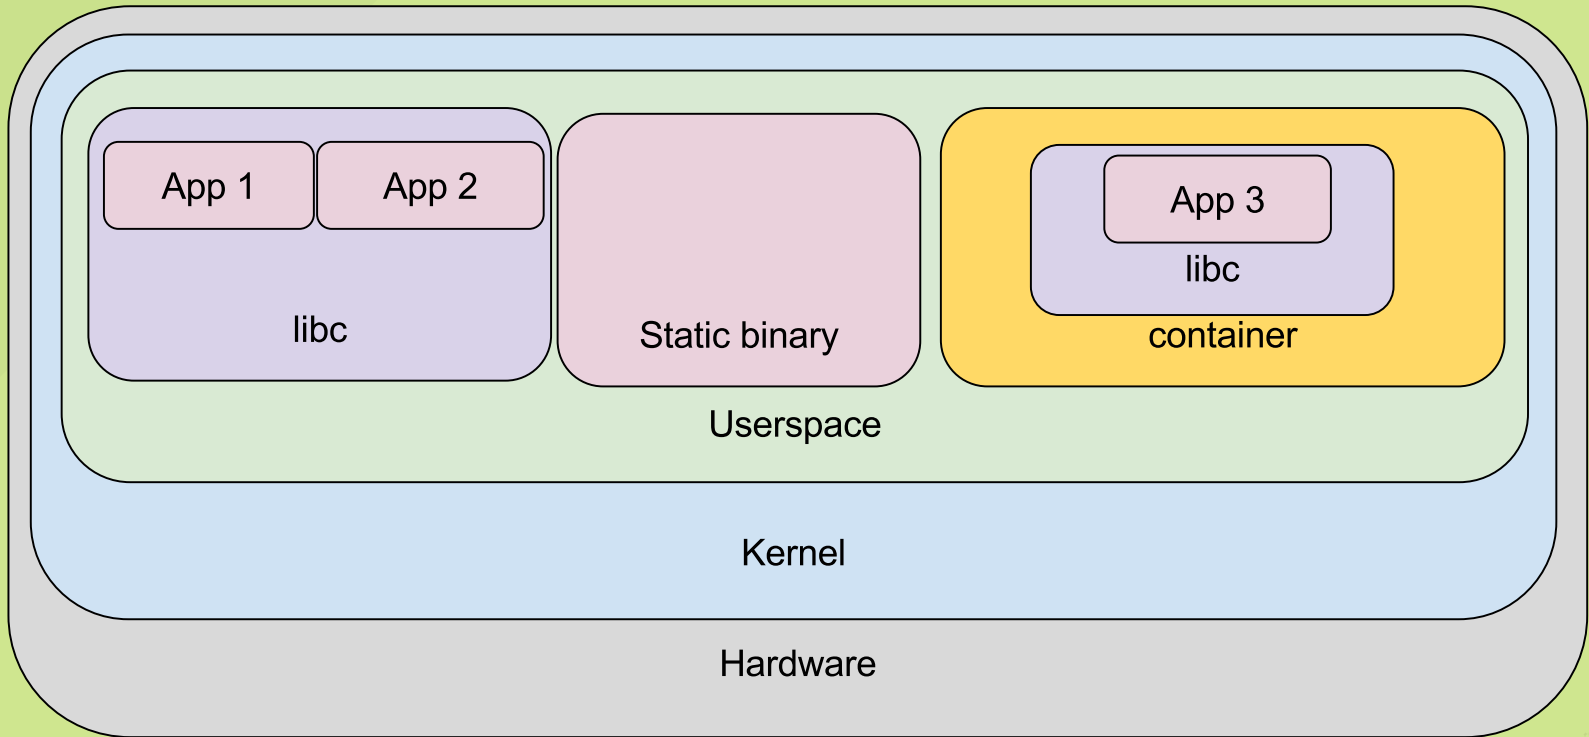 App 1
App 2
App 3
libc
libc
Static binary
container
Userspace
Kernel
Hardware